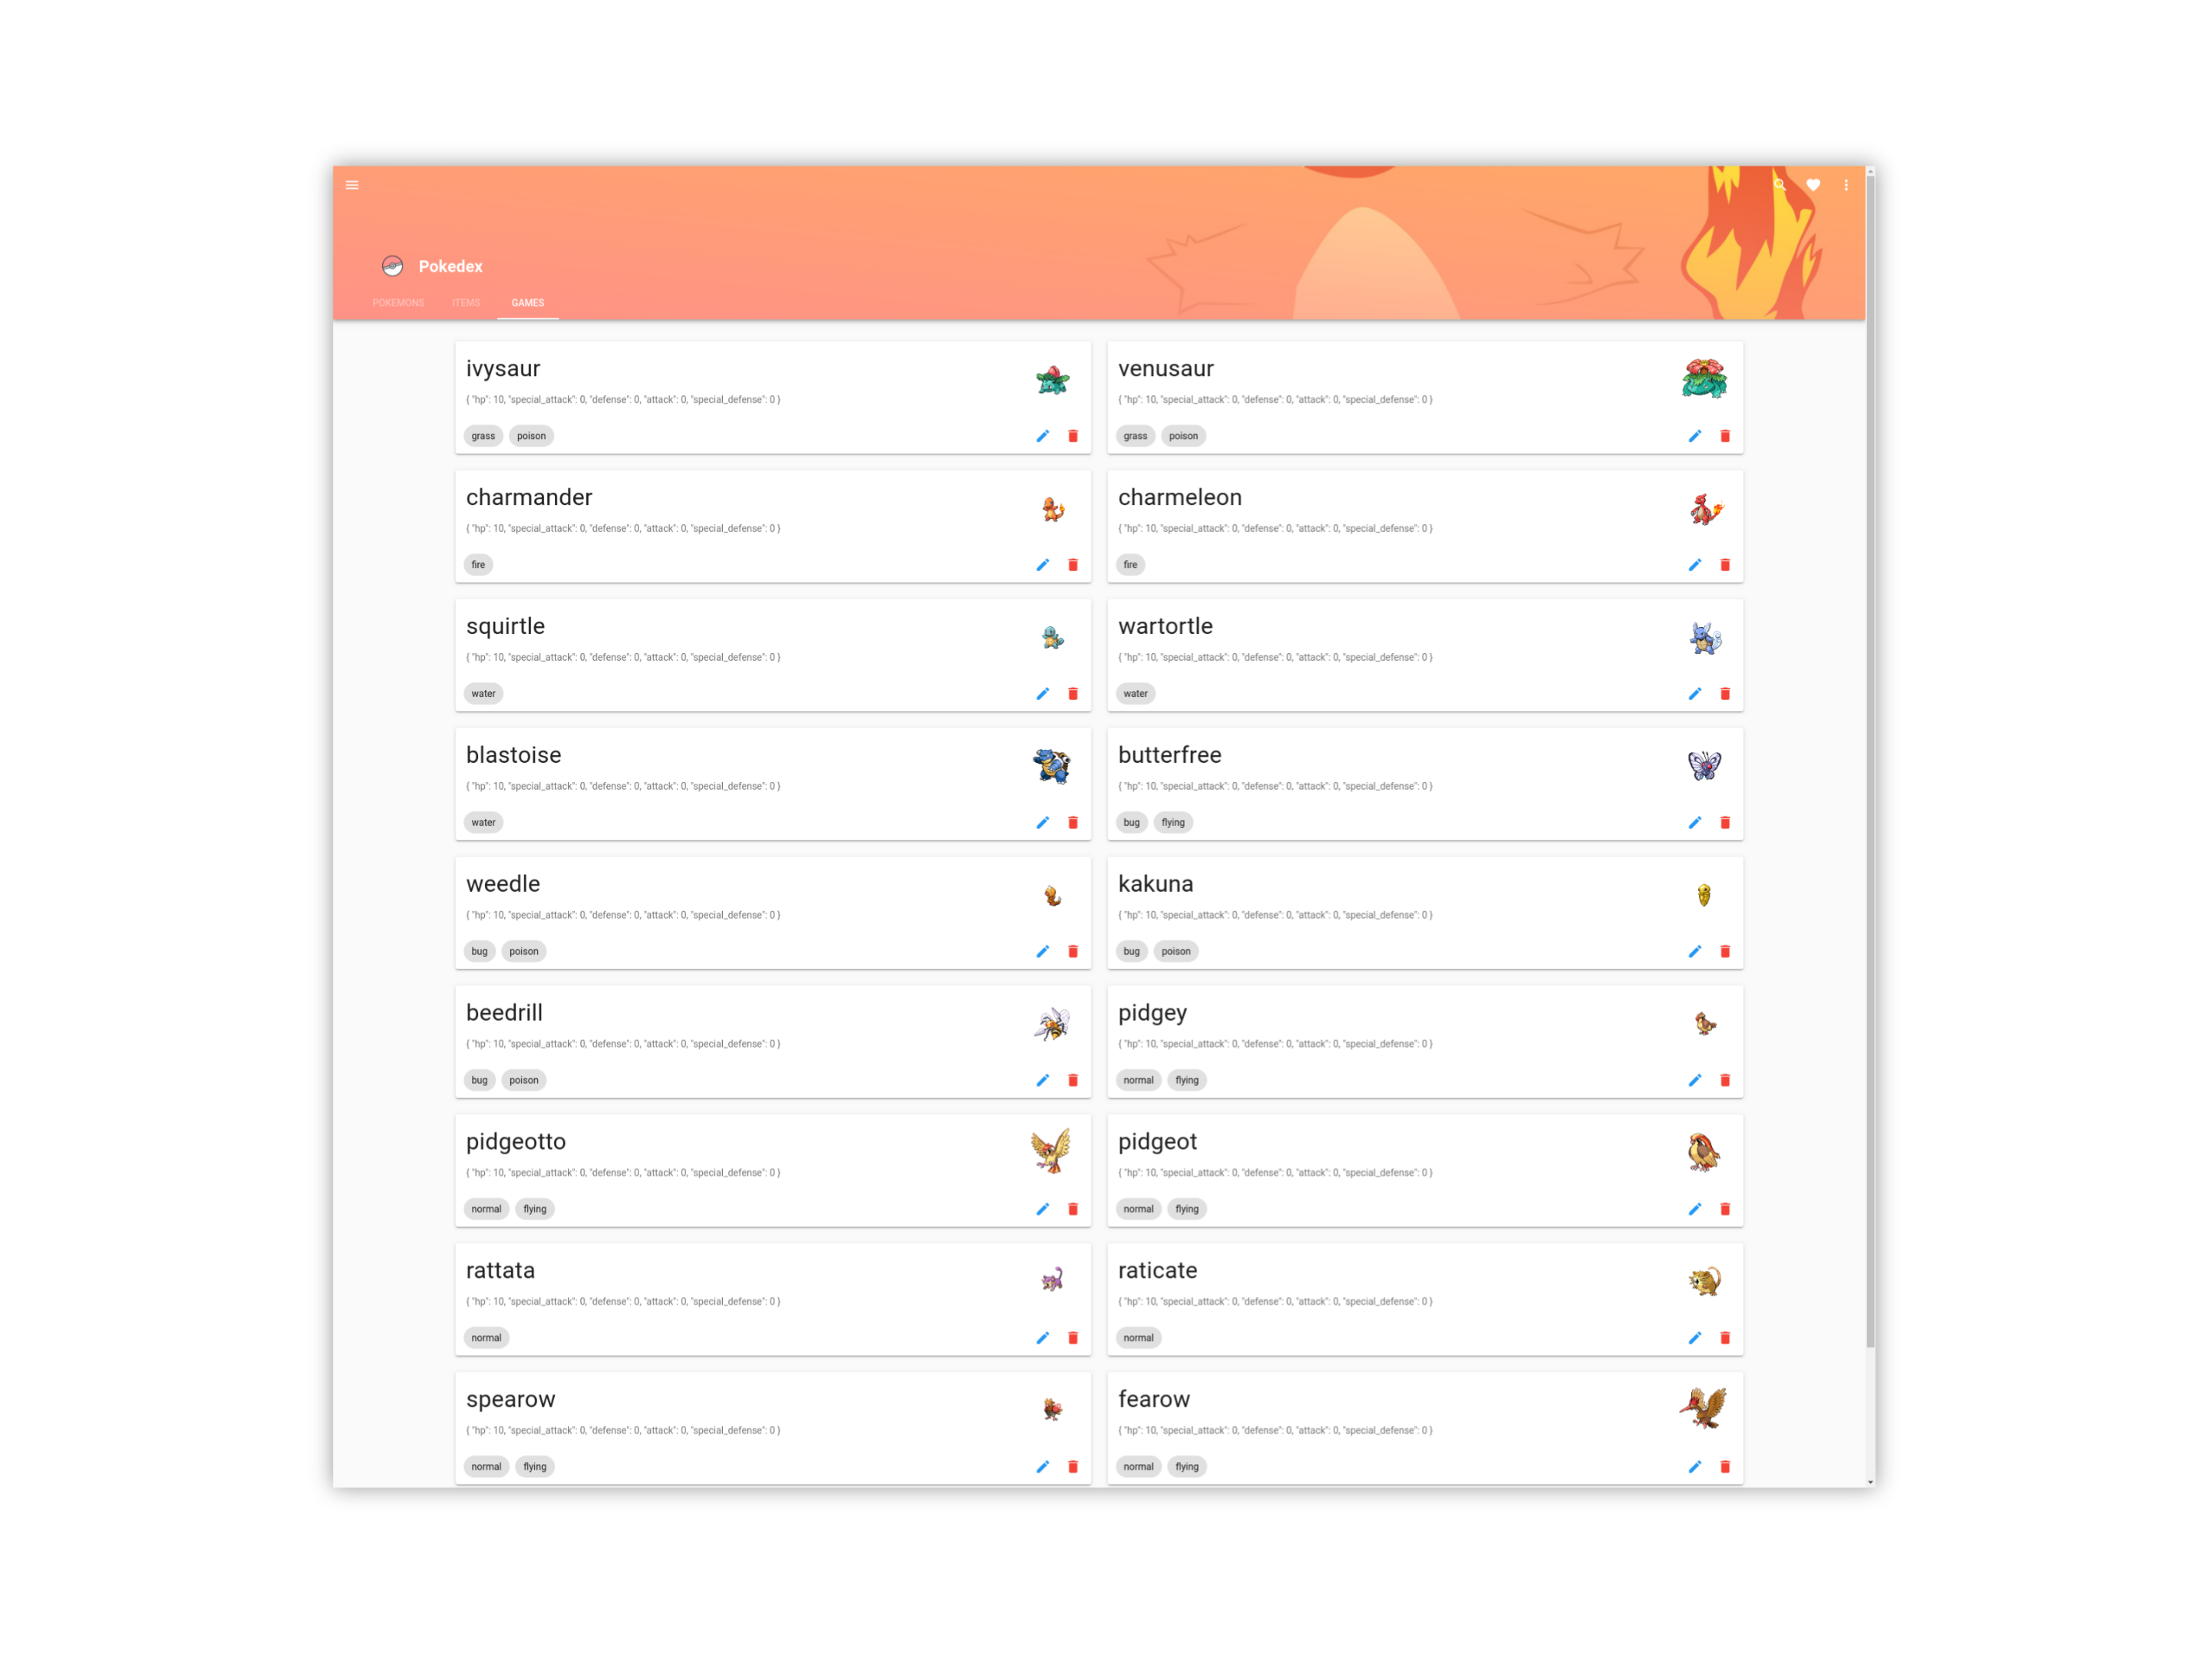 Pokedex
POKEMONS ITEMS GAMES
ivysaur
{ "hp": 10, "special_attack": 0, "defense": 0, "attack": 0, "special_defense": 0 }
grass poison
venusaur
{ "hp": 10, "special_attack": 0, "defense": 0, "attack": 0, "special_defense": 0 }
grass poison
charmander
{ "hp": 10, "special_attack": 0, "defense": 0, "attack": 0, "special_defense": 0 }
fire
charmeleon
{ "hp": 10, "special_attack": 0, "defense": 0, "attack": 0, "special_defense": 0 }
fire
squirtle
{ "hp": 10, "special_attack": 0, "defense": 0, "attack": 0, "special_defense": 0 }
water
wartortle
{ "hp": 10, "special_attack": 0, "defense": 0, "attack": 0, "special_defense": 0 }
water
blastoise
{ "hp": 10, "special_attack": 0, "defense": 0, "attack": 0, "special_defense": 0 }
water
butterfree
{ "hp": 10, "special_attack": 0, "defense": 0, "attack": 0, "special_defense": 0 }
bug flying
weedle
{ "hp": 10, "special_attack": 0, "defense": 0, "attack": 0, "special_defense": 0 }
bug poison
kakuna
{ "hp": 10, "special_attack": 0, "defense": 0, "attack": 0, "special_defense": 0 }
bug poison
beedrill
{ "hp": 10, "special_attack": 0, "defense": 0, "attack": 0, "special_defense": 0 }
bug poison
pidgey
{ "hp": 10, "special_attack": 0, "defense": 0, "attack": 0, "special_defense": 0 }
normal flying
pidgeotto
{ "hp": 10, "special_attack": 0, "defense": 0, "attack": 0, "special_defense": 0 }
normal flying
pidgeot
{ "hp": 10, "special_attack": 0, "defense": 0, "attack": 0, "special_defense": 0 }
normal flying
rattata
{ "hp": 10, "special_attack": 0, "defense": 0, "attack": 0, "special_defense": 0 }
normal
raticate
{ "hp": 10, "special_attack": 0, "defense": 0, "attack": 0, "special_defense": 0 }
normal
spearow
{ "hp": 10, "special_attack": 0, "defense": 0, "attack": 0, "special_defense": 0 }
normal flying
fearow
{ "hp": 10, "special_attack": 0, "defense": 0, "attack": 0, "special_defense": 0 }
normal flying